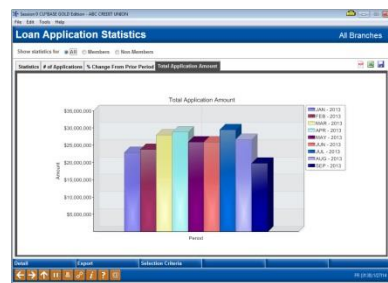 Session 0 CU*BASE GOLD Edition - ABC CREDIT UNION
File Edit Tools Help
Loan Application Statistics
All Branches
Show statistics for All Members Non Members
Statistics # of Applications % Change From Prior Period Total Application Amount
Total Application Amount
$35,000,000
$30,000,000
$25,000,000
$20,000,000
$15,000,000
$10,000,000
$5,000,000
Amount
Period
JAN - 2013
FEB - 2013
MAR - 2013
APR - 2013
MAY - 2013
JUN - 2013
JUL - 2013
AUG - 2013
SEP - 2013
Detail Export Selection Criteria